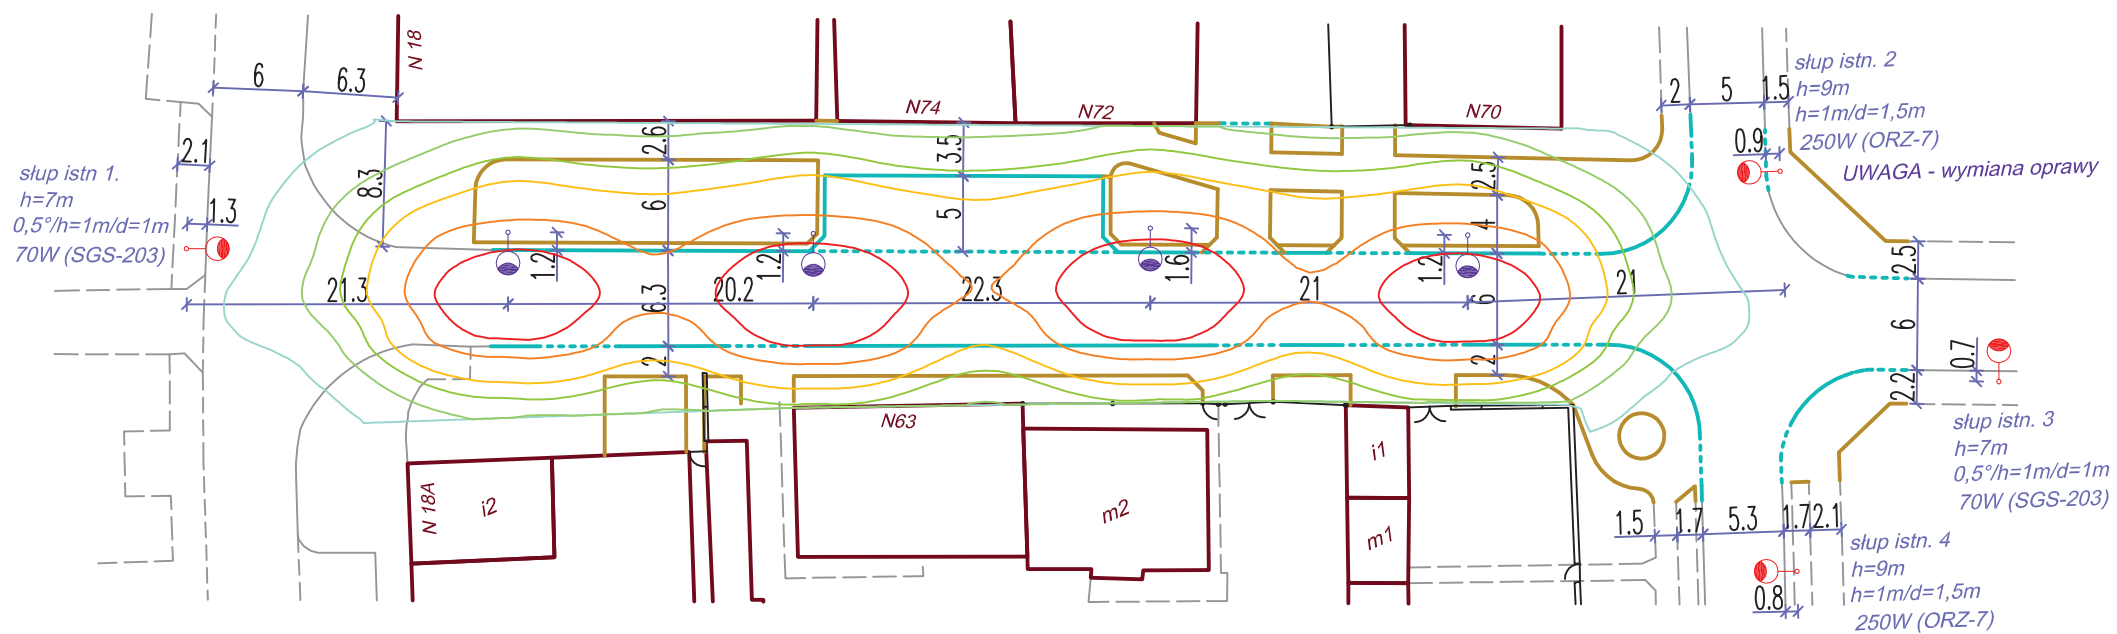 N 18
6
6.3
N74
N72
N70
2
5
1.5
słup istn. 2
h=9m
h=1m/d=1,5m
250W (ORZ-7)
UWAGA - wymiana oprawy
0.9
2.1
słup istn 1.
h=7m
0,5°/h=1m/d=1m
70W (SGS-203)
1.3
8.3
2.6
6
3.5
5
2.5
4
1.2
1.2
1.6
1.2
21.3
6.3
20.2
22.3
21
6
21
2.5
6
2.2
0.7
2
2
słup istn. 3
h=7m
0,5°/h=1m/d=1m
70W (SGS-203)
N63
N 18A
i2
m2
i1
m1
1.5
1.7
5.3
1.7
2.1
słup istn. 4
h=9m
h=1m/d=1,5m
250W (ORZ-7)
0.8